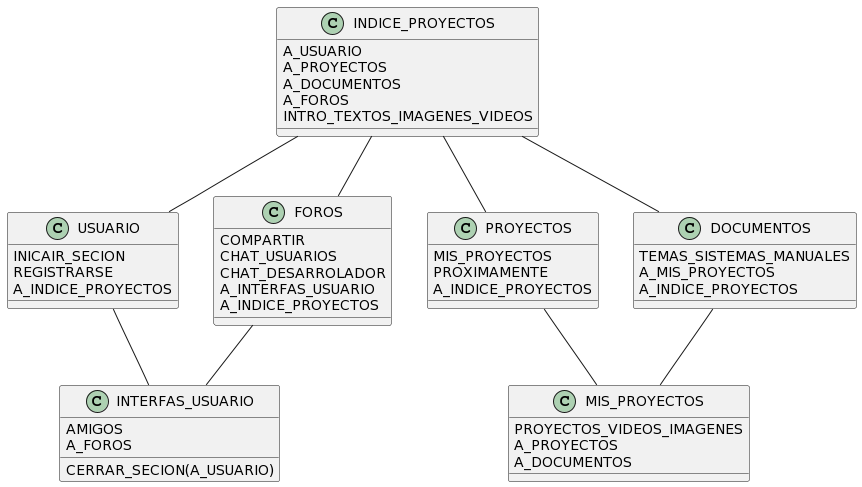 C INDICE_PROYECTOS
A_USUARIO
A_PROYECTOS
A_DOCUMENTOS
A_FOROS
INTRO_TEXTOS_IMAGENES_VIDEOS
C USUARIO
INICAIR_SECION
REGISTRARSE
A_INDICE_PROYECTOS
C FOROS
COMPARTIR
CHAT_USUARIOS
CHAT_DESARROLADOR
A_INTERFAS_USUARIO
A_INDICE_PROYECTOS
C PROYECTOS
MIS_PROYECTOS
PROXIMAMENTE
A_INDICE_PROYECTOS
C DOCUMENTOS
TEMAS_SISTEMAS_MANUALES
A_MIS_PROYECTOS
A_INDICE_PROYECTOS
C INTERFAS_USUARIO
AMIGOS
A_FOROS
CERRAR_SECION(A_USUARIO)
C MIS_PROYECTOS
PROYECTOS_VIDEOS_IMAGENES
A_PROYECTOS
A_DOCUMENTOS